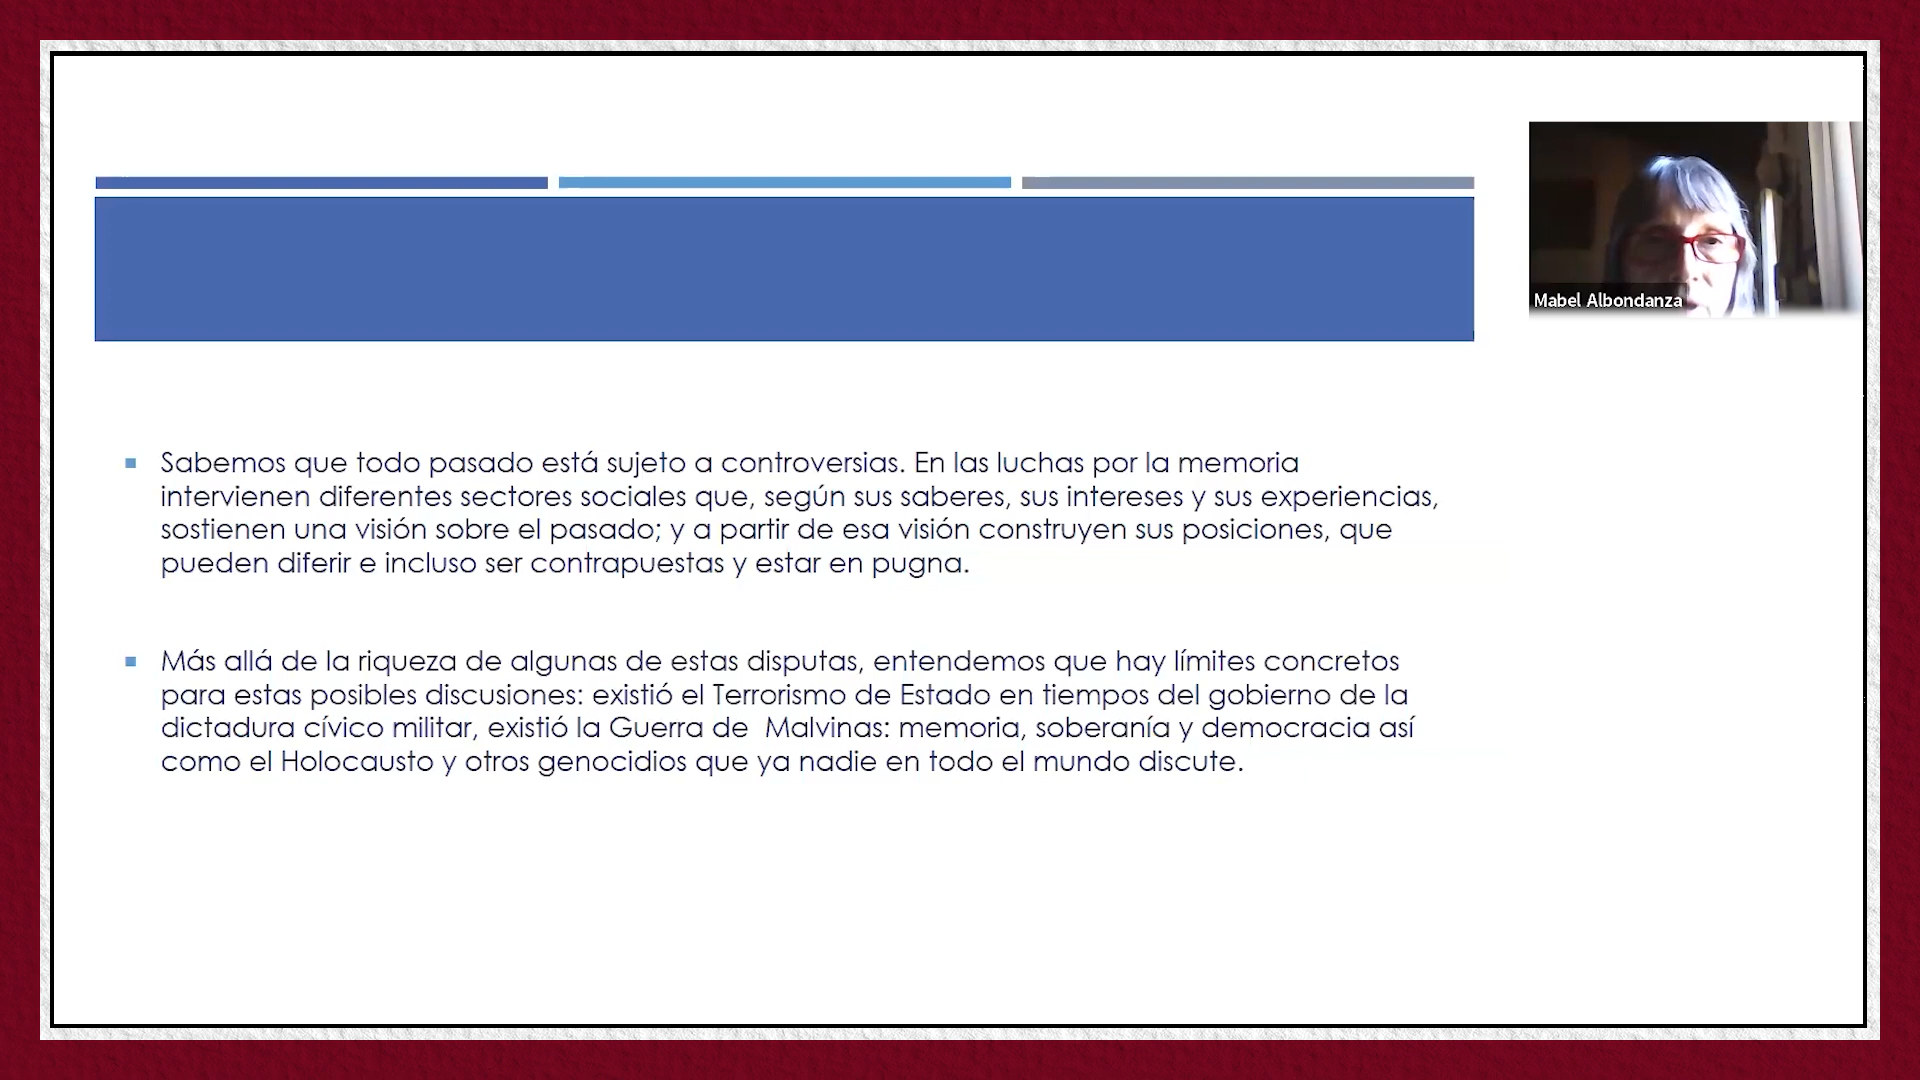 Mabel Albondanza
Sabemos que todo pasado está sujeto a controversias. En las luchas por la memoria
intervienen diferentes sectores sociales que, según sus saberes, sus intereses y sus experiencias,
sostienen una visión sobre el pasado; y a partir de esa visión construyen sus posiciones, que
pueden diferir e incluso ser contrapuestas y estar en pugna.
Más allá de la riqueza de algunas de estas disputas, entendemos que hay límites concretos
para estas posibles discusiones: existió el Terrorismo de Estado en tiempos del gobierno de la
dictadura cívico militar, existió la Guerra de  Malvinas: memoria, soberanía y democracia así
como el Holocausto y otros genocidios que ya nadie en todo el mundo discute.